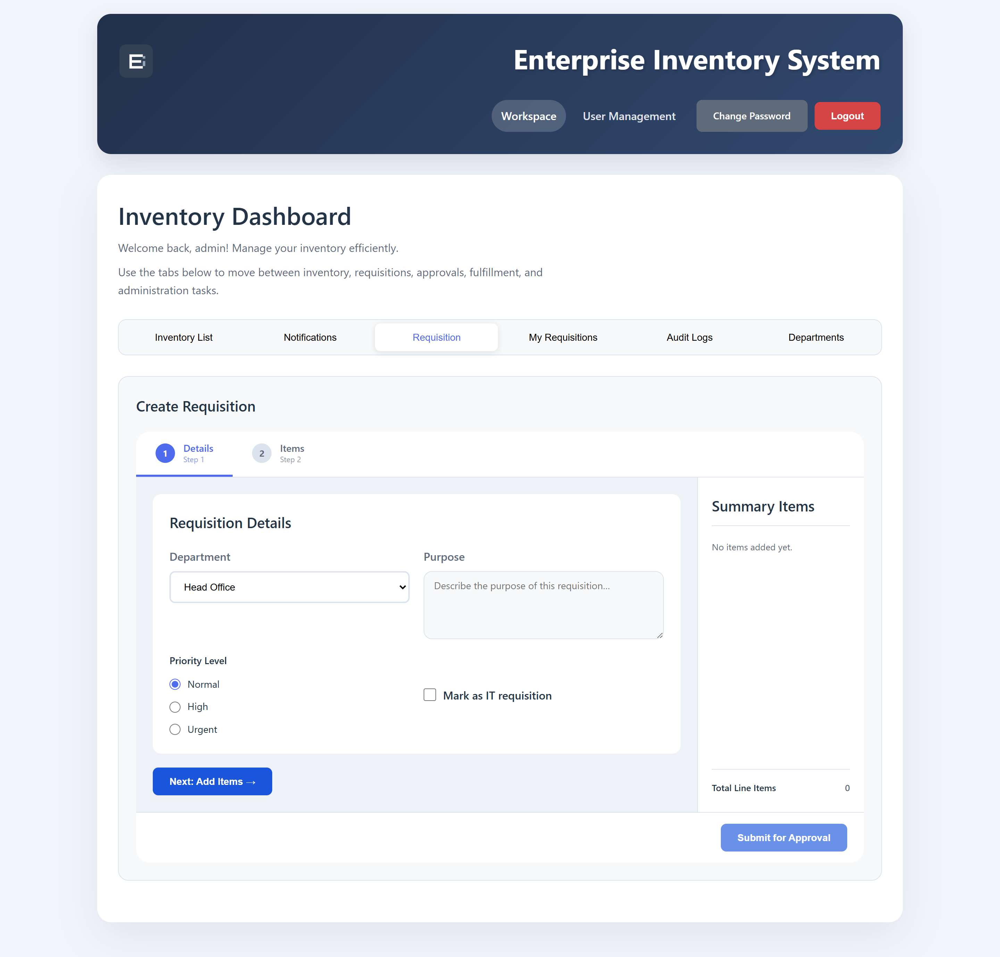 E
Enterprise Inventory System
Workspace
User Management
Change Password
Logout
Inventory Dashboard
Welcome back, admin! Manage your inventory efficiently.
Use the tabs below to move between inventory, requisitions, approvals, fulfillment, and
administration tasks.
Inventory List
Notifications
Requisition
My Requisitions
Audit Logs
Departments
Create Requisition
1
Details
Step 1
2
Items
Step 2
Requisition Details
Department
Head Office
Purpose
Describe the purpose of this requisition...
Priority Level
Normal
High
Urgent
Mark as IT requisition
Next: Add Items →
Summary Items
No items added yet.
Total Line Items 0
Submit for Approval